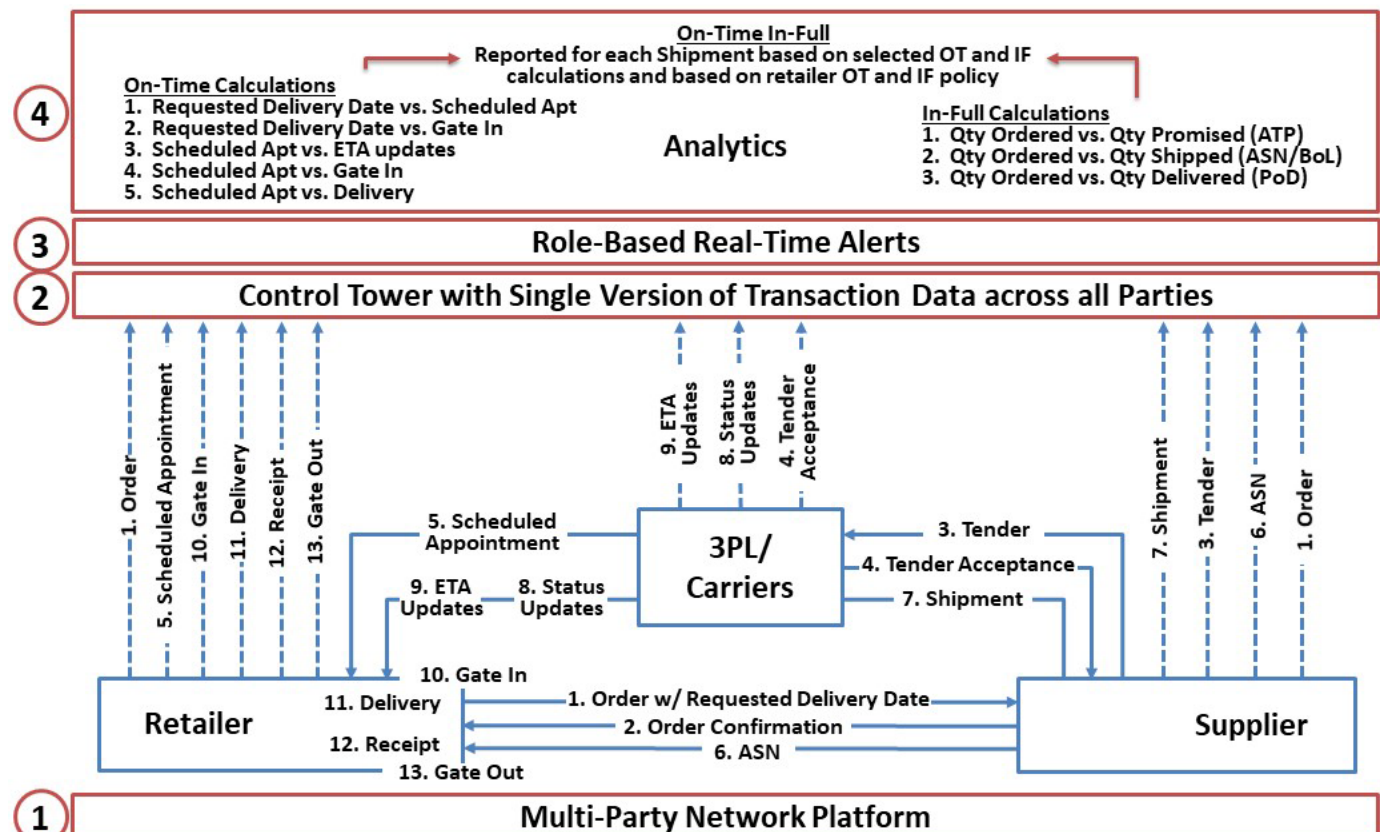 On-Time In-Full
Reported for each Shipment based on selected OT and IF
calculations and based on retailer OT and IF policy
On-Time Calculations
1. Requested Delivery Date vs. Scheduled Apt
2. Requested Delivery Date vs. Gate In
3. Scheduled Apt vs. ETA updates
4. Scheduled Apt vs. Gate In
5. Scheduled Apt vs. Delivery
4
Analytics
In-Full Calculations
1. Qty Ordered vs. Qty Promised (ATP)
2. Qty Ordered vs. Qty Shipped (ASN/BoL)
3. Qty Ordered vs. Qty Delivered (PoD)
3
Role-Based Real-Time Alerts
2
Control Tower with Single Version of Transaction Data across all Parties
1. Order
5. Scheduled Appointment
10. Gate In
11. Delivery
12. Receipt
13. Gate Out
9. ETA
Updates
8. Status
Updates
4. Tender
Acceptance
7. Shipment
3. Tender
6. ASN
1. Order
5. Scheduled
Appointment
9. ETA
Updates
8. Status
Updates
3PL/
Carriers
3. Tender
4. Tender Acceptance
7. Shipment
Retailer
10. Gate In
11. Delivery
12. Receipt
13. Gate Out
1. Order w/ Requested Delivery Date
2. Order Confirmation
6. ASN
Supplier
1
Multi-Party Network Platform